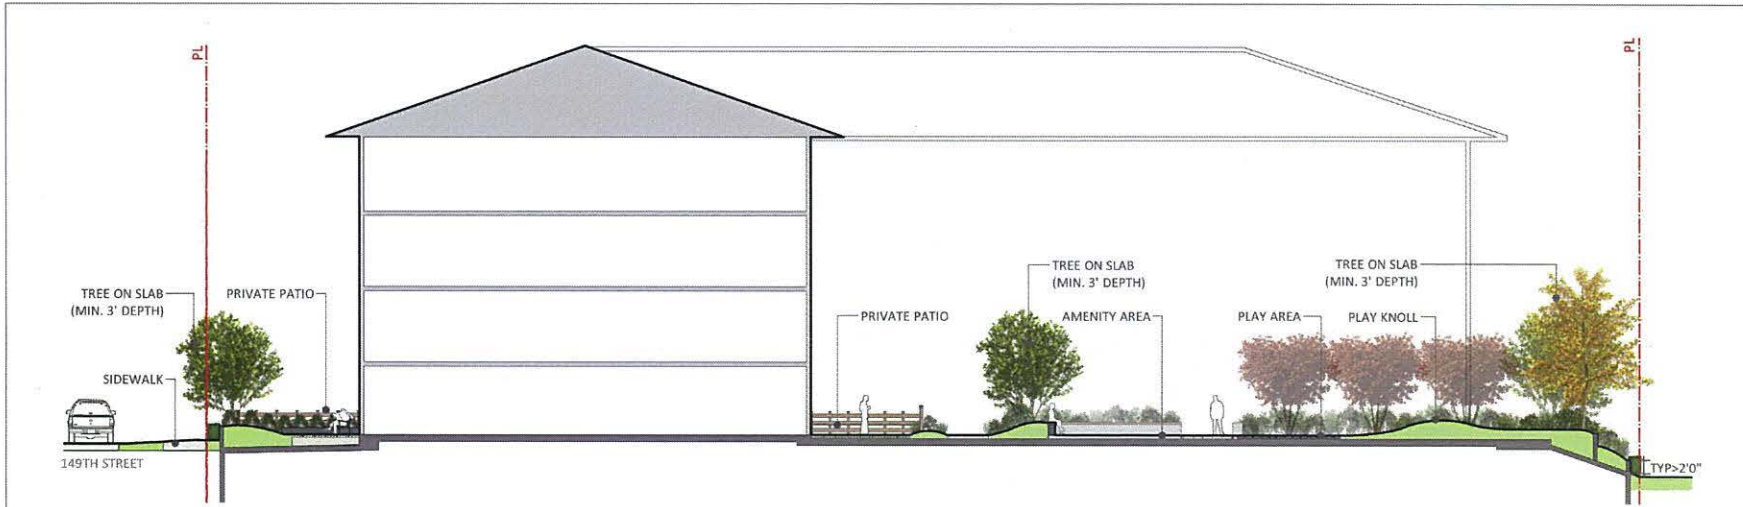 PL
PL
TREE ON SLAB
(MIN. 3' DEPTH)
PRIVATE PATIO
SIDEWALK
149TH STREET
PRIVATE PATIO
TREE ON SLAB
(MIN. 3' DEPTH)
AMENITY AREA
PLAY AREA
TREE ON SLAB
(MIN. 3' DEPTH)
PLAY KNOLL
TYP>2'0"